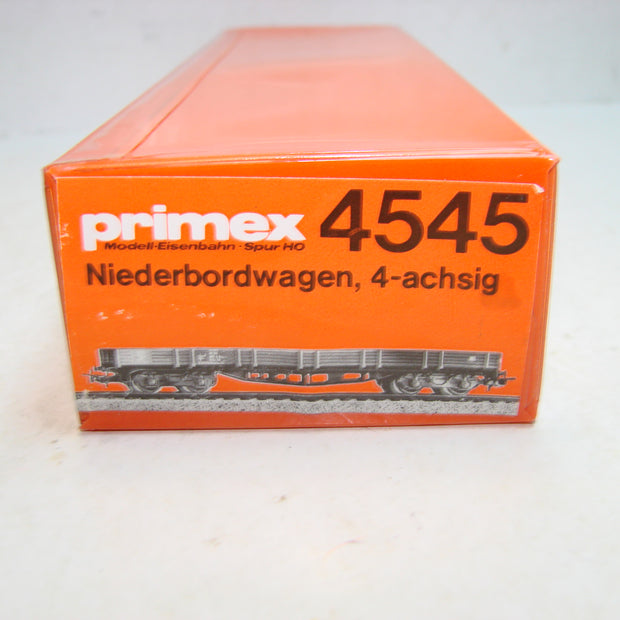 primex 4545
Modell-Eisenbahn · Spur HO
Niederbordwagen, 4-achsig